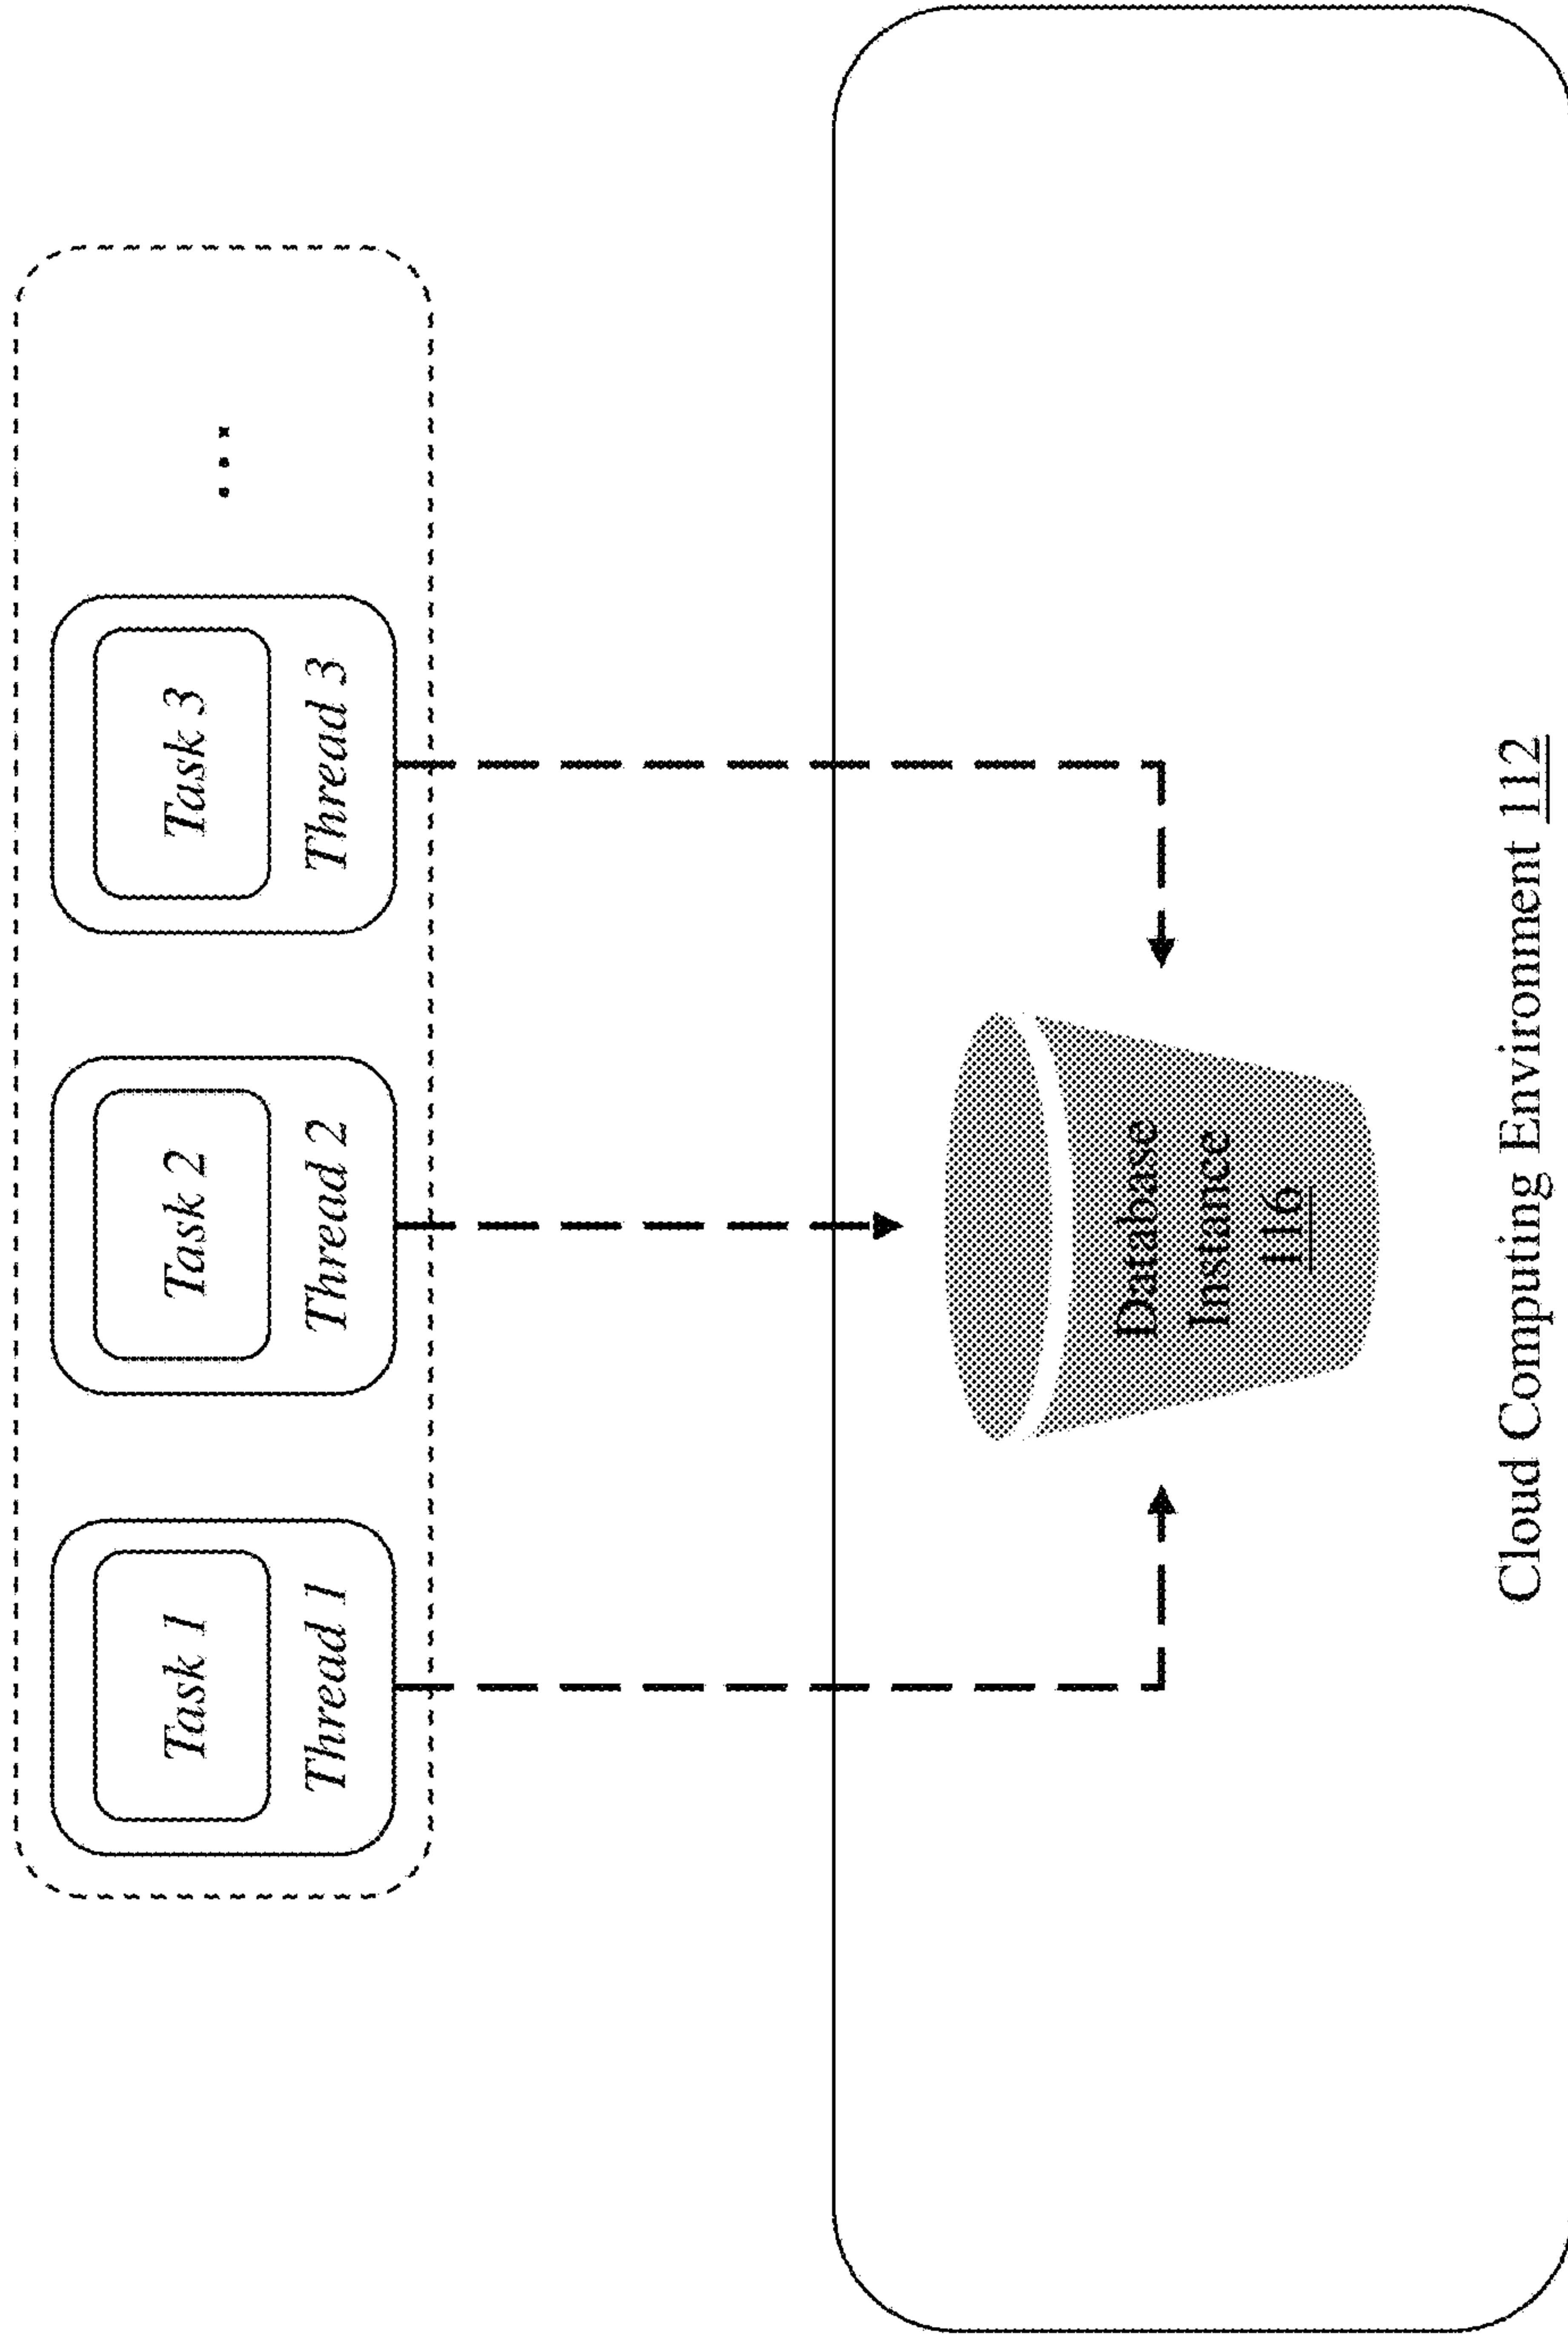 Task 1
Thread 1
Task 2
Thread 2
Task 3
Thread 3
...
Database
Instance
116
Cloud Computing Environment 112